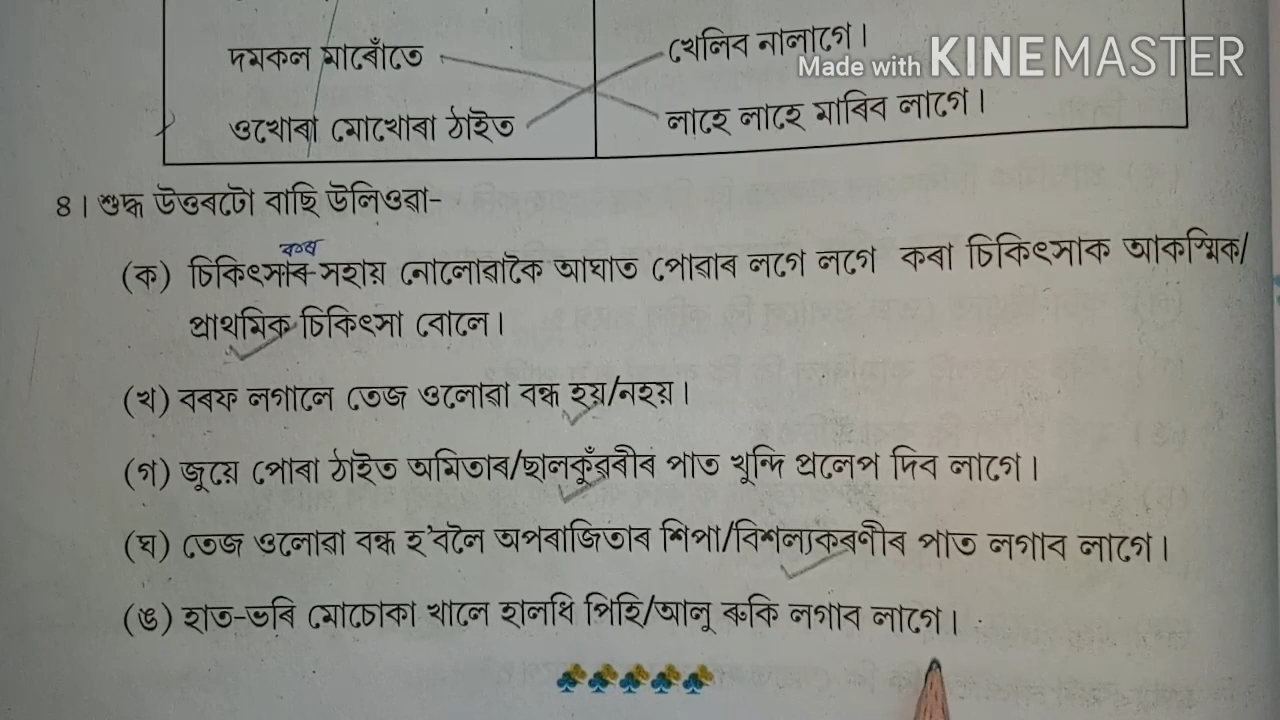 দমকল মাৰোঁতে খেলিব নালাগে।
Made with KINEMASTER
ওখোৰা মোখোৰা ঠাইত লাহে লাহে মাৰিব লাগে।
8। শুদ্ধ উত্তৰটো বাছি উলিওৱা-
(ক) চিকিৎসাৰ সহায় নোলোৱাকৈ আঘাত পোৱাৰ লগে লগে কৰা চিকিৎসাক আকস্মিক/
প্ৰাথমিক চিকিৎসা বোলে।
(খ) বৰফ লগালে তেজ ওলোৱা বন্ধ হয়/নহয়।
(গ) জুয়ে পোৰা ঠাইত অমিতাৰ/ছালকুঁৱৰীৰ পাত খুন্দি প্ৰলেপ দিব লাগে।
(ঘ) তেজ ওলোৱা বন্ধ হ'বলৈ অপৰাজিতাৰ শিপা/বিশল্যকৰণীৰ পাত লগাব লাগে।
(ঙ) হাত-ভৰি মোচোকা খালে হালধি পিহি/আলু ৰুকি লগাব লাগে।